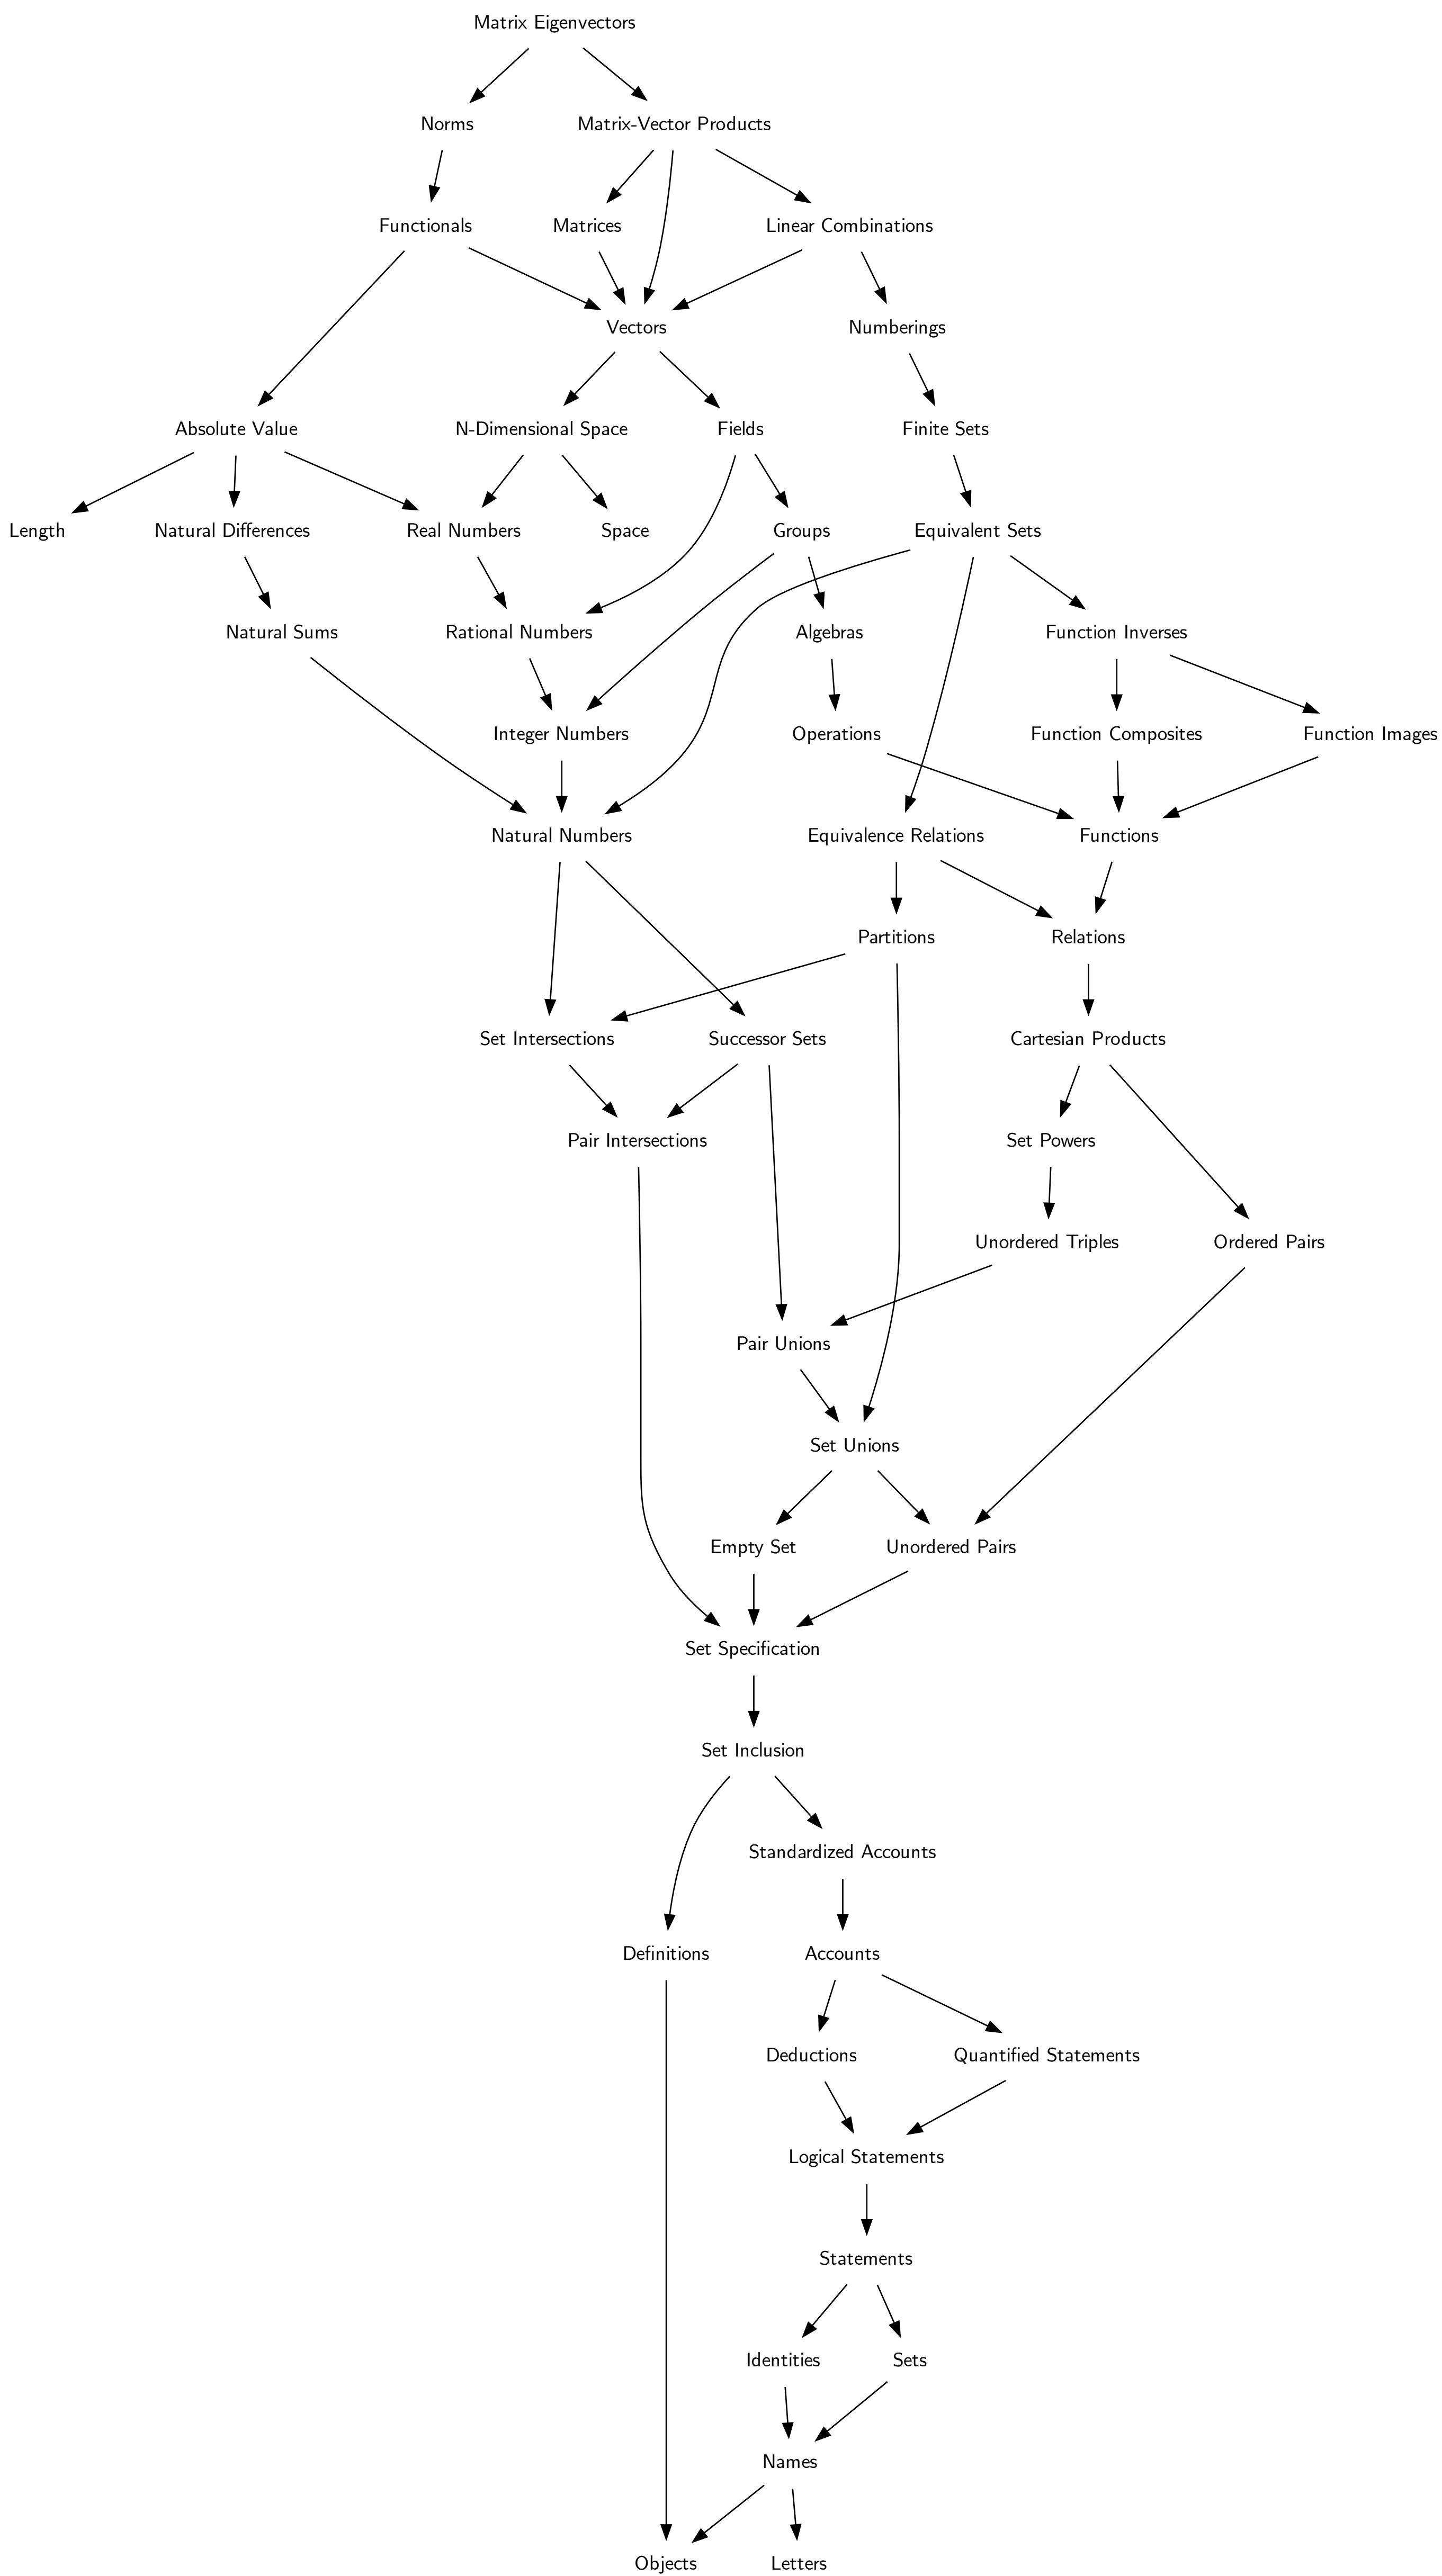 Matrix Eigenvectors
Norms
Matrix-Vector Products
Functionals
Matrices
Linear Combinations
Vectors
Numberings
Absolute Value
N-Dimensional Space
Fields
Finite Sets
Length
Natural Differences
Real Numbers
Space
Groups
Equivalent Sets
Natural Sums
Rational Numbers
Algebras
Function Inverses
Integer Numbers
Operations
Function Composites
Function Images
Natural Numbers
Equivalence Relations
Functions
Partitions
Relations
Set Intersections
Successor Sets
Cartesian Products
Pair Intersections
Set Powers
Unordered Triples
Ordered Pairs
Pair Unions
Set Unions
Empty Set
Unordered Pairs
Set Specification
Set Inclusion
Standardized Accounts
Definitions
Accounts
Deductions
Quantified Statements
Logical Statements
Statements
Identities
Sets
Names
Objects
Letters